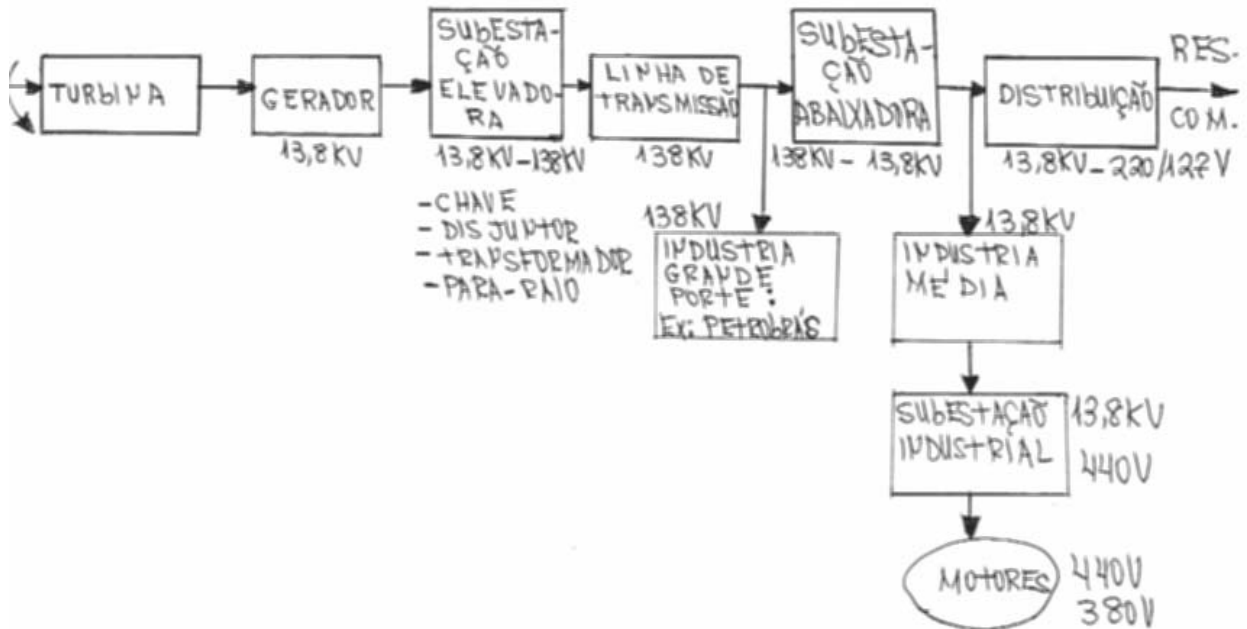 TURbINA
GERADOR
13,8KV
SUbESTA-
ÇÃO
ELEVADO-
RA
13,8KV-138KV
-CHAVE
- DISJUNTOR
- TRANSFORMADOR
- PARA-RAIO
LINHA DE
TRANSMISSÃO
138KV
138KV
INDUSTRIA
GRANDE
PORTE:
Ex: PETRObRÁS
SUbESTA-
ÇÃO
ABAIXADORA
138KV - 13,8KV
DISTRIbUIÇÃO
13,8KV - 220/127V
RES.
COM.
13,8KV
INDUSTRIA
MÉDIA
SUbESTAÇÃO
INDUSTRIAL
13,8KV
440V
MOTORES
440V
380V